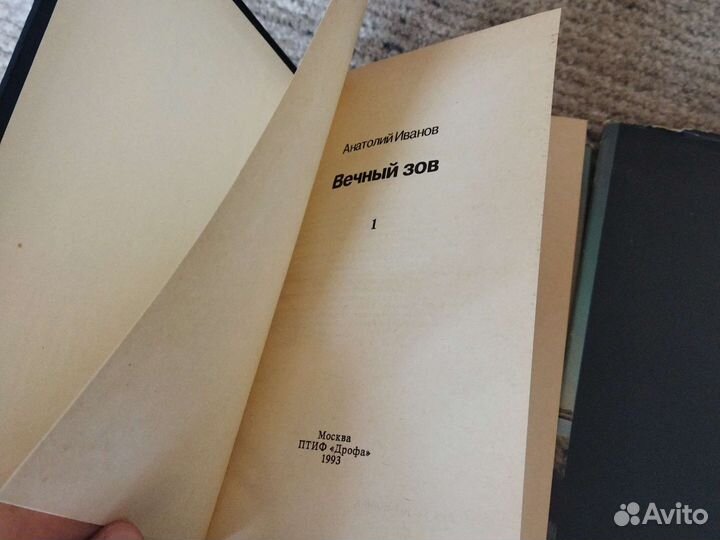 Анатолий Иванов
Вечный зов
1
Москва
ПТИФ «Дрофа»
1993
Avito